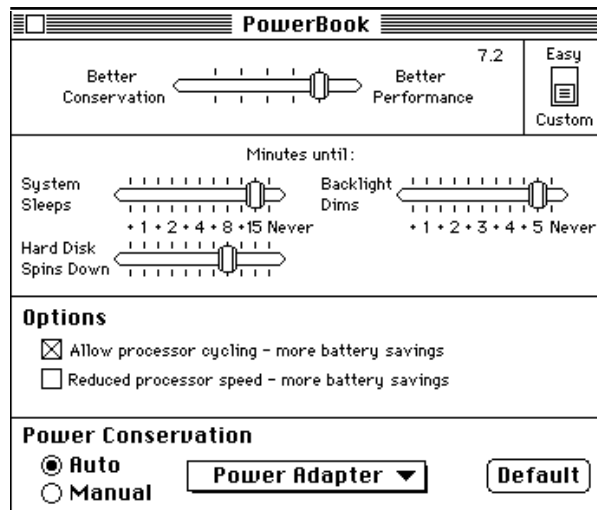 PowerBook
7.2
Better Conservation
Better Performance
Easy
Custom
Minutes until:
System Sleeps
Backlight Dims
• 1 • 2 • 4 • 8 •15 Never
• 1 • 2 • 3 • 4 • 5 Never
Hard Disk Spins Down
Options
Allow processor cycling – more battery savings
Reduced processor speed – more battery savings
Power Conservation
Auto
Manual
Power Adapter
Default